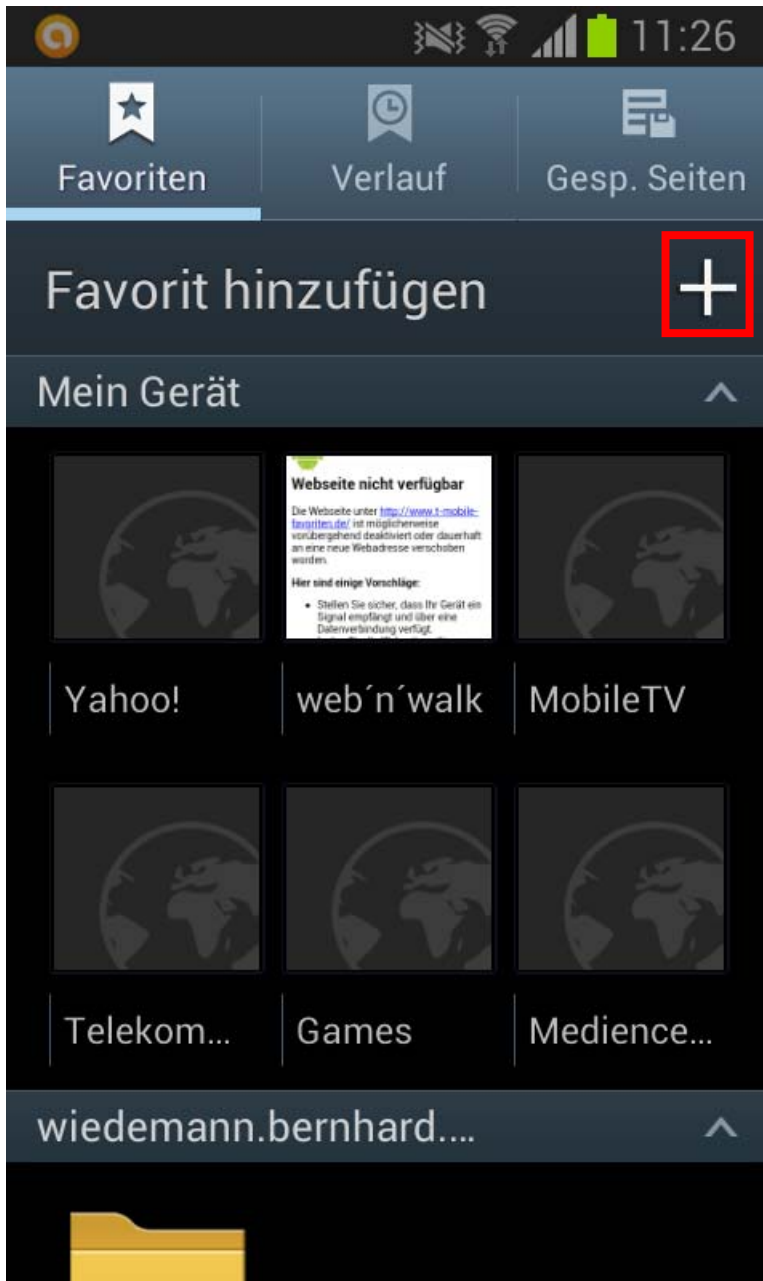 11:26
Favoriten Verlauf Gesp. Seiten
Favorit hinzufügen
Mein Gerät
Webseite nicht verfügbar
Die Webseite unter http://www.t-mobile-
favoriten.de/ ist möglicherweise
vorübergehend deaktiviert oder dauerhaft
an eine neue Webadresse verschoben
worden.
Hier sind einige Vorschläge:
• Stellen Sie sicher, dass Ihr Gerät ein
Signal empfängt und über eine
Datenverbindung verfügt.
Yahoo! web´n´walk MobileTV
Telekom... Games Medience...
wiedemann.bernhard....